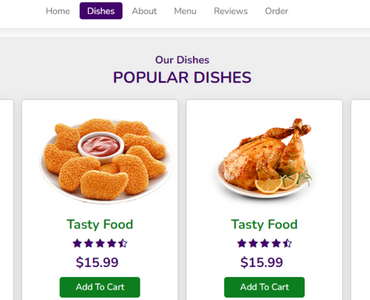 Home Dishes About Menu Reviews Order
Our Dishes
POPULAR DISHES
Tasty Food
$15.99
Add To Cart
Tasty Food
$15.99
Add To Cart